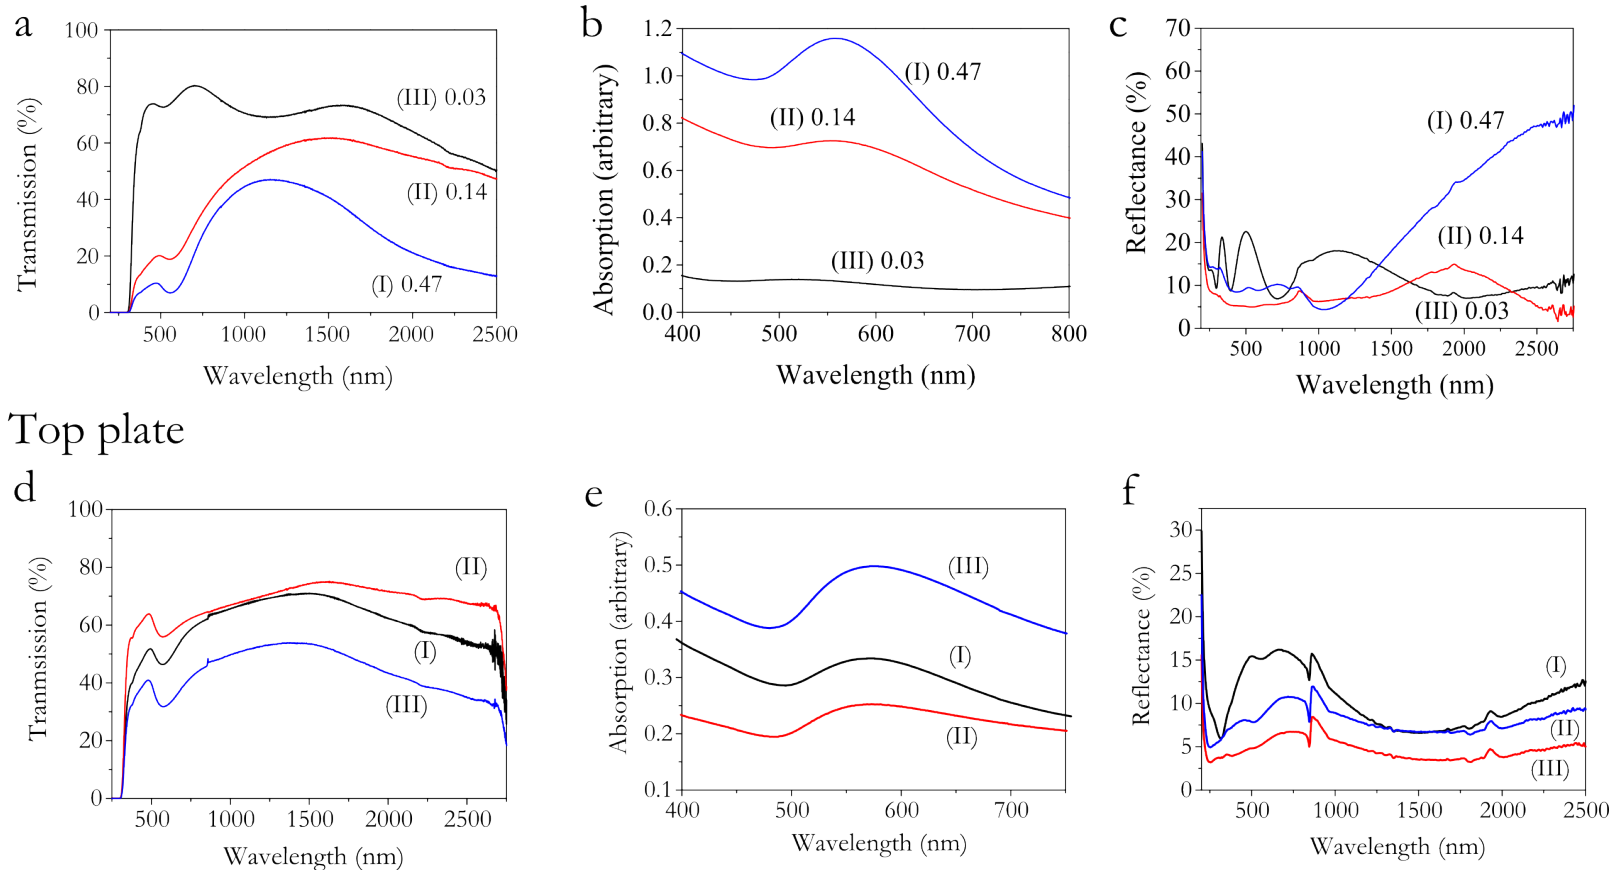 a
100
80
60
40
20
0
Transmission (%)
(III) 0.03
(II) 0.14
(I) 0.47
500
1000
1500
2000
2500
Wavelength (nm)
b
1.2
1.0
0.8
0.6
0.4
0.2
0.0
Absorption (arbitrary)
(I) 0.47
(II) 0.14
(III) 0.03
400
500
600
700
800
Wavelength (nm)
c
70
60
50
40
30
20
10
0
Reflectance (%)
(I) 0.47
(II) 0.14
(III) 0.03
500
1000
1500
2000
2500
Wavelength (nm)
Top plate
d
100
80
60
40
20
0
Tranmission (%)
(II)
(I)
(III)
500
1000
1500
2000
2500
Wavelength (nm)
e
0.6
0.5
0.4
0.3
0.2
0.1
Absorption (arbitrary)
(III)
(I)
(II)
400
500
600
700
Wavelength (nm)
f
30
25
20
15
10
5
0
Reflectance (%)
(I)
(II)
(III)
500
1000
1500
2000
2500
Wavelength (nm)